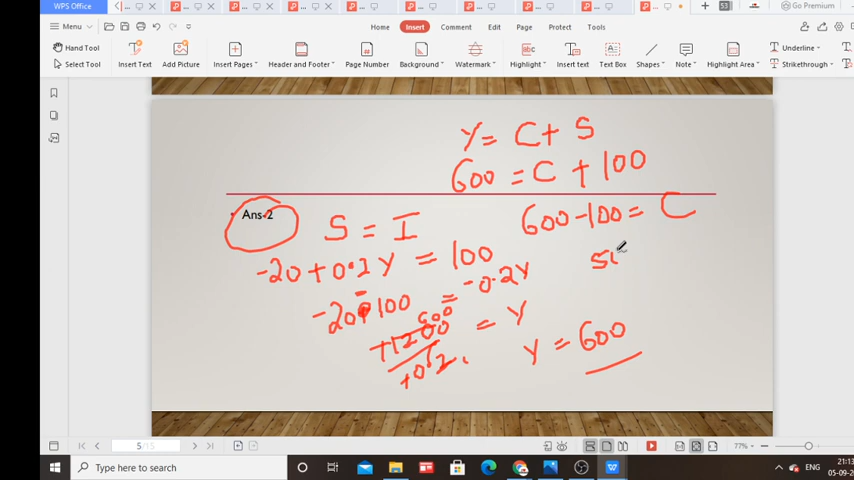 WPS Office
53
Go Premium
Menu
Home Insert Comment Edit Page Protect Tools
Hand Tool
Select Tool
Insert Text
Add Picture
Page Number
Header and Footer
Background
Watermark
Highlight
Insert text
Text Box
Shapes
Note
Highlight Area
Underline
Strikethrough
Y = C + S
600 = C + 100
Ans-2
S = I
600 - 100 = C
-20 + 0.2Y = 100
-20 - 100 = -0.2Y
600
+1200 = Y
+0.2
Y = 600
5/15
77%
Type here to search
21:13
05-09-2